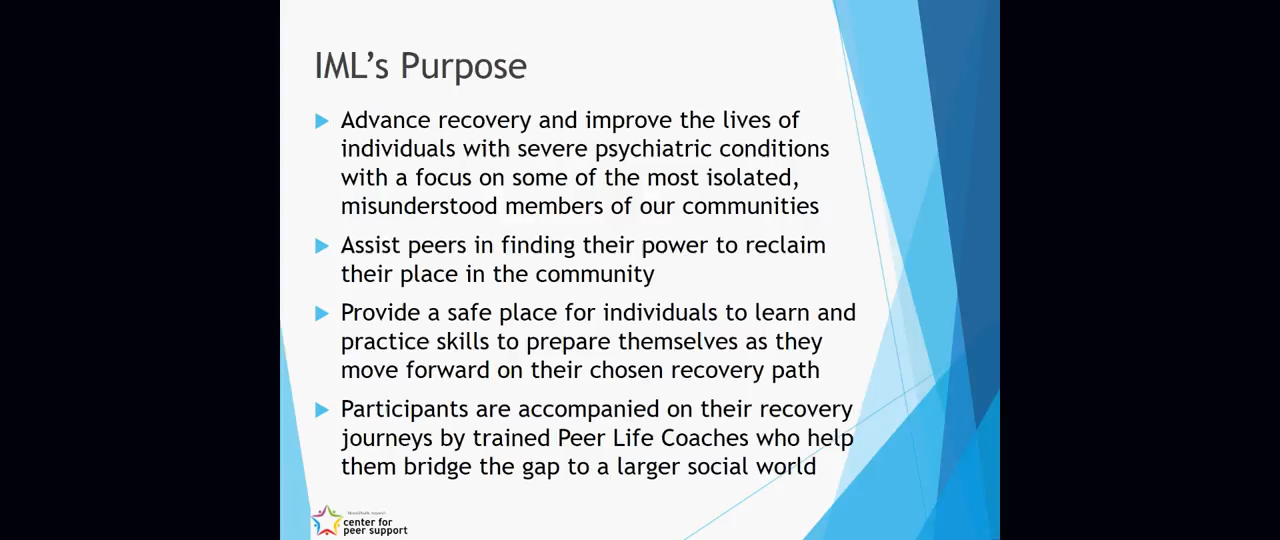 IML's Purpose
Advance recovery and improve the lives of
individuals with severe psychiatric conditions
with a focus on some of the most isolated,
misunderstood members of our communities
Assist peers in finding their power to reclaim
their place in the community
Provide a safe place for individuals to learn and
practice skills to prepare themselves as they
move forward on their chosen recovery path
Participants are accompanied on their recovery
journeys by trained Peer Life Coaches who help
them bridge the gap to a larger social world
center for
peer support